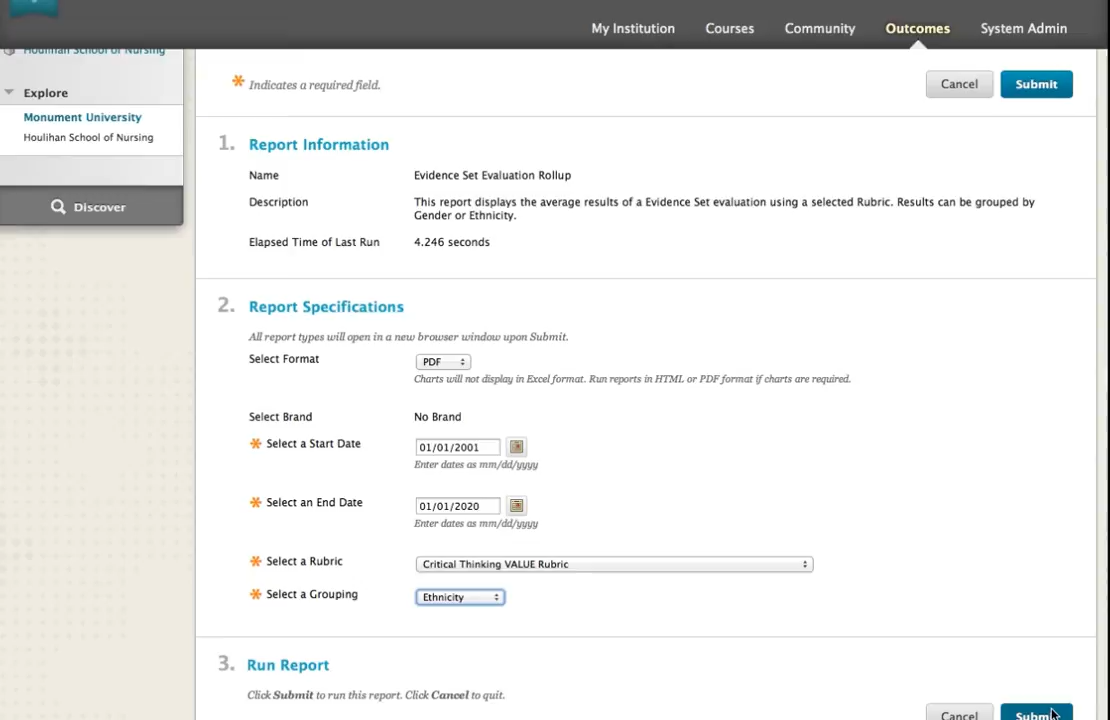 My Institution Courses Community Outcomes System Admin
Houlihan School of Nursing
Explore
Monument University
Houlihan School of Nursing
Discover
* Indicates a required field.
Cancel Submit
1. Report Information
Name Evidence Set Evaluation Rollup
Description This report displays the average results of a Evidence Set evaluation using a selected Rubric. Results can be grouped by
Gender or Ethnicity.
Elapsed Time of Last Run 4.246 seconds
2. Report Specifications
All report types will open in a new browser window upon Submit.
Select Format PDF
Charts will not display in Excel format. Run reports in HTML or PDF format if charts are required.
Select Brand No Brand
* Select a Start Date 01/01/2001
Enter dates as mm/dd/yyyy
* Select an End Date 01/01/2020
Enter dates as mm/dd/yyyy
* Select a Rubric Critical Thinking VALUE Rubric
* Select a Grouping Ethnicity
3. Run Report
Click Submit to run this report. Click Cancel to quit.
Cancel Submit